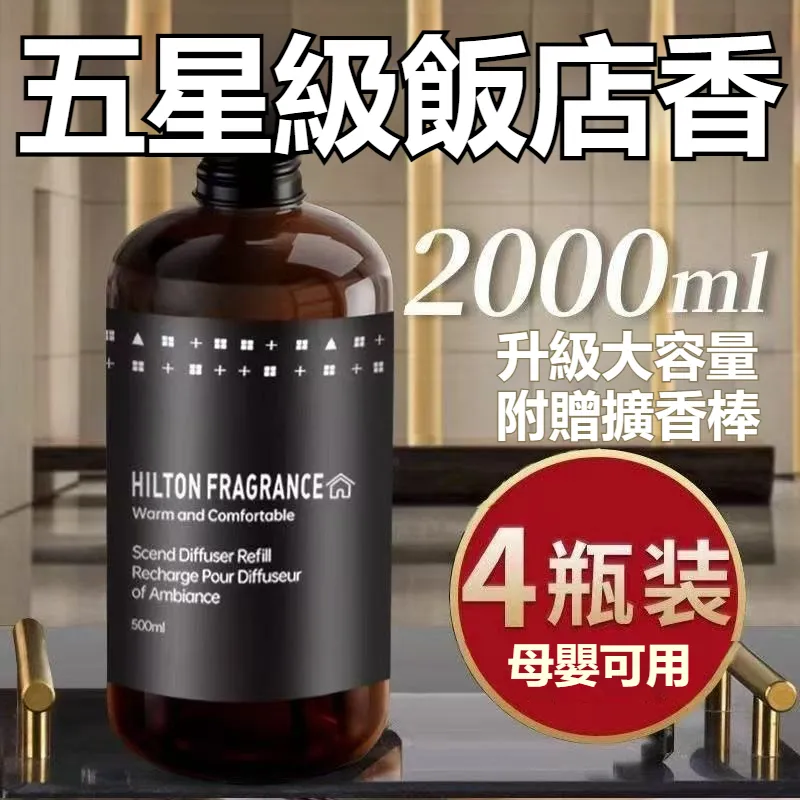 五星級飯店香
2000ml
升級大容量
附贈擴香棒
HILTON FRAGRANCE
Warm and Comfortable
Scend Diffuser Refill
Recharge Pour Diffuseur
of Ambiance
500ml
4瓶装
母嬰可用